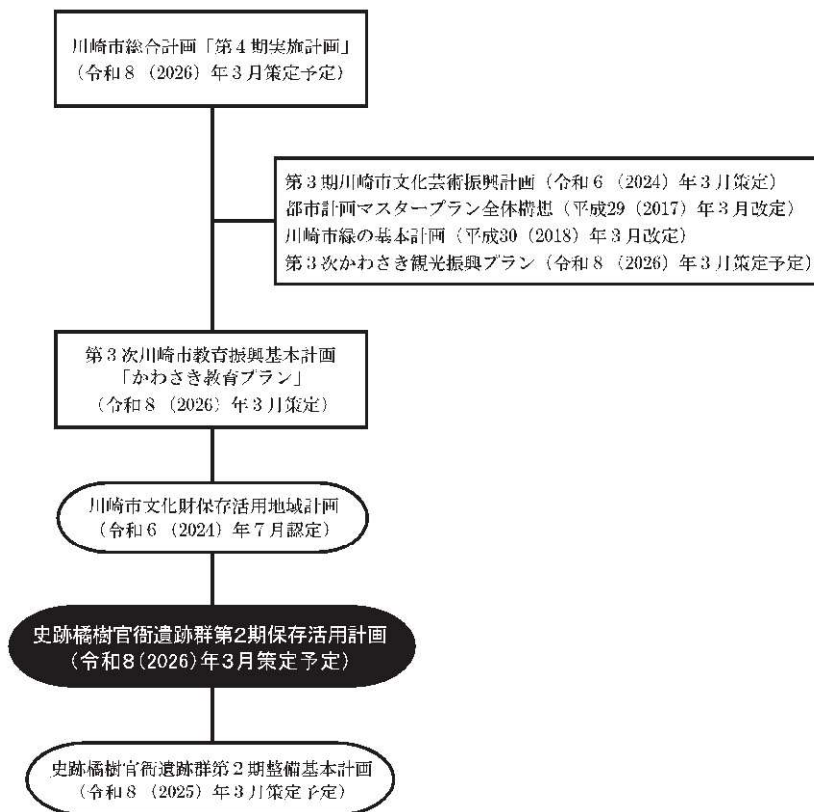 川崎市総合計画「第４期実施計画」
（令和８（2026）年３月策定予定）
第３期川崎市文化芸術振興計画（令和６（2024）年３月策定）
都市計画マスタープラン全体構想（平成29（2017）年３月改定）
川崎市緑の基本計画（平成30（2018）年３月改定）
第３次かわさき観光振興プラン（令和８（2026）年３月策定予定）
第３次川崎市教育振興基本計画
「かわさき教育プラン」
（令和８（2026）年３月策定）
川崎市文化財保存活用地域計画
（令和６（2024）年７月認定）
史跡橘樹官衙遺跡群第2期保存活用計画
（令和8（2026）年3月策定予定）
史跡橘樹官衙遺跡群第２期整備基本計画
（令和８（2025）年３月策定予定）